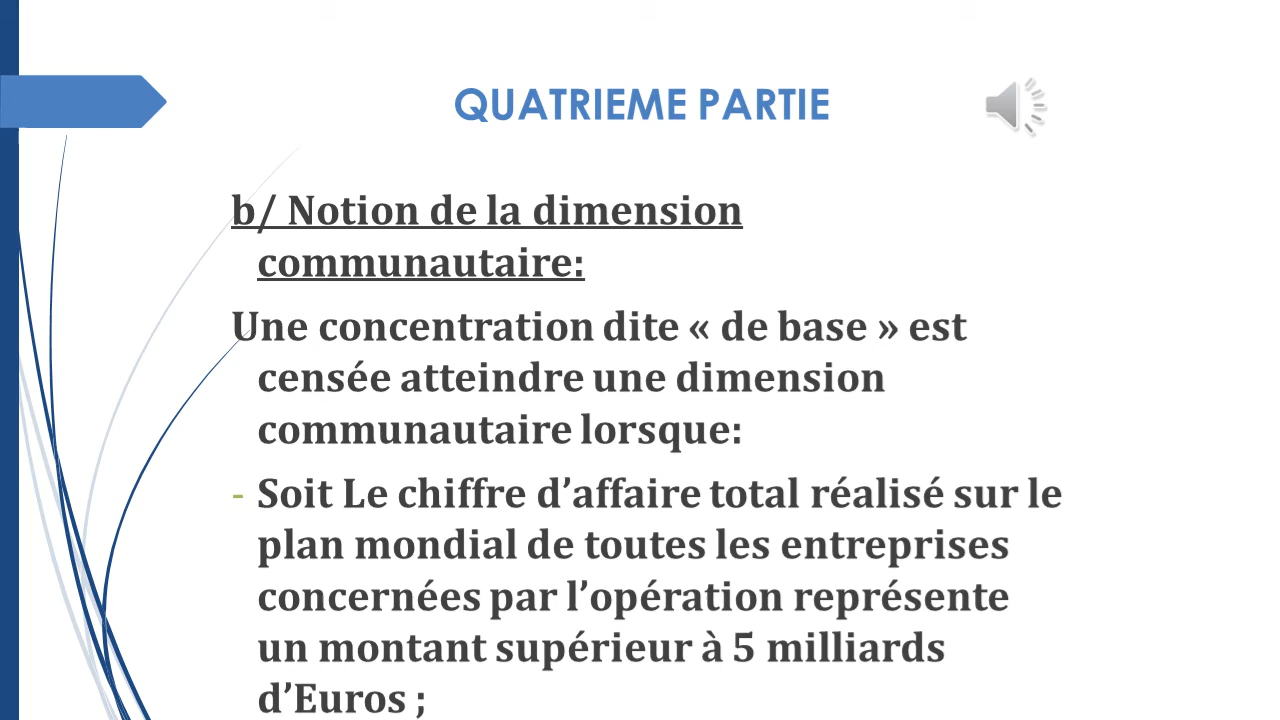 QUATRIEME PARTIE
b/ Notion de la dimension
communautaire:
Une concentration dite « de base » est
censée atteindre une dimension
communautaire lorsque:
- Soit Le chiffre d’affaire total réalisé sur le
plan mondial de toutes les entreprises
concernées par l’opération représente
un montant supérieur à 5 milliards
d’Euros ;